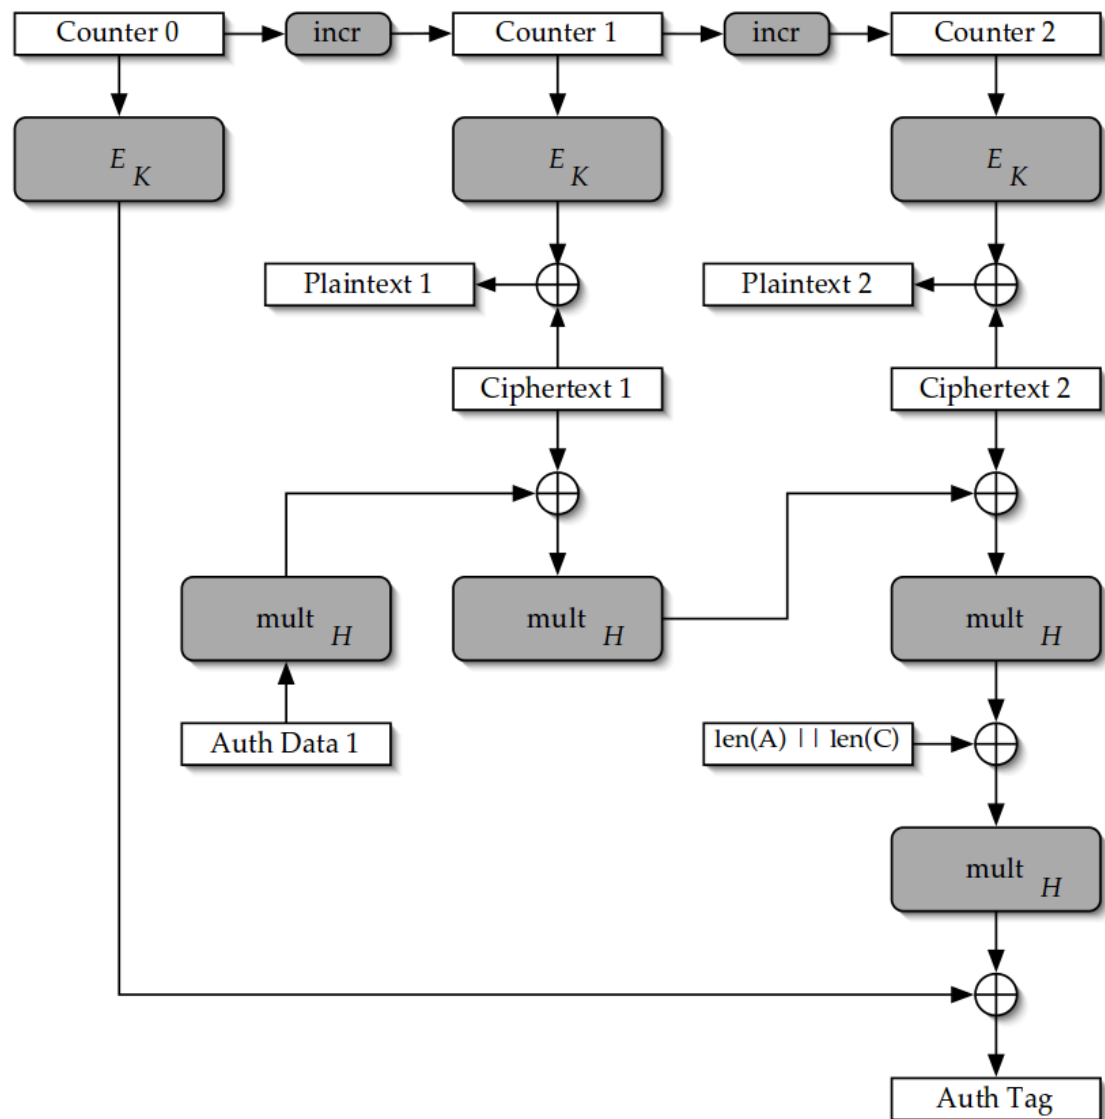 Counter 0
incr
Counter 1
incr
Counter 2
E K
E K
E K
Plaintext 1
Plaintext 2
Ciphertext 1
Ciphertext 2
mult H
mult H
mult H
Auth Data 1
len(A) || len(C)
mult H
Auth Tag